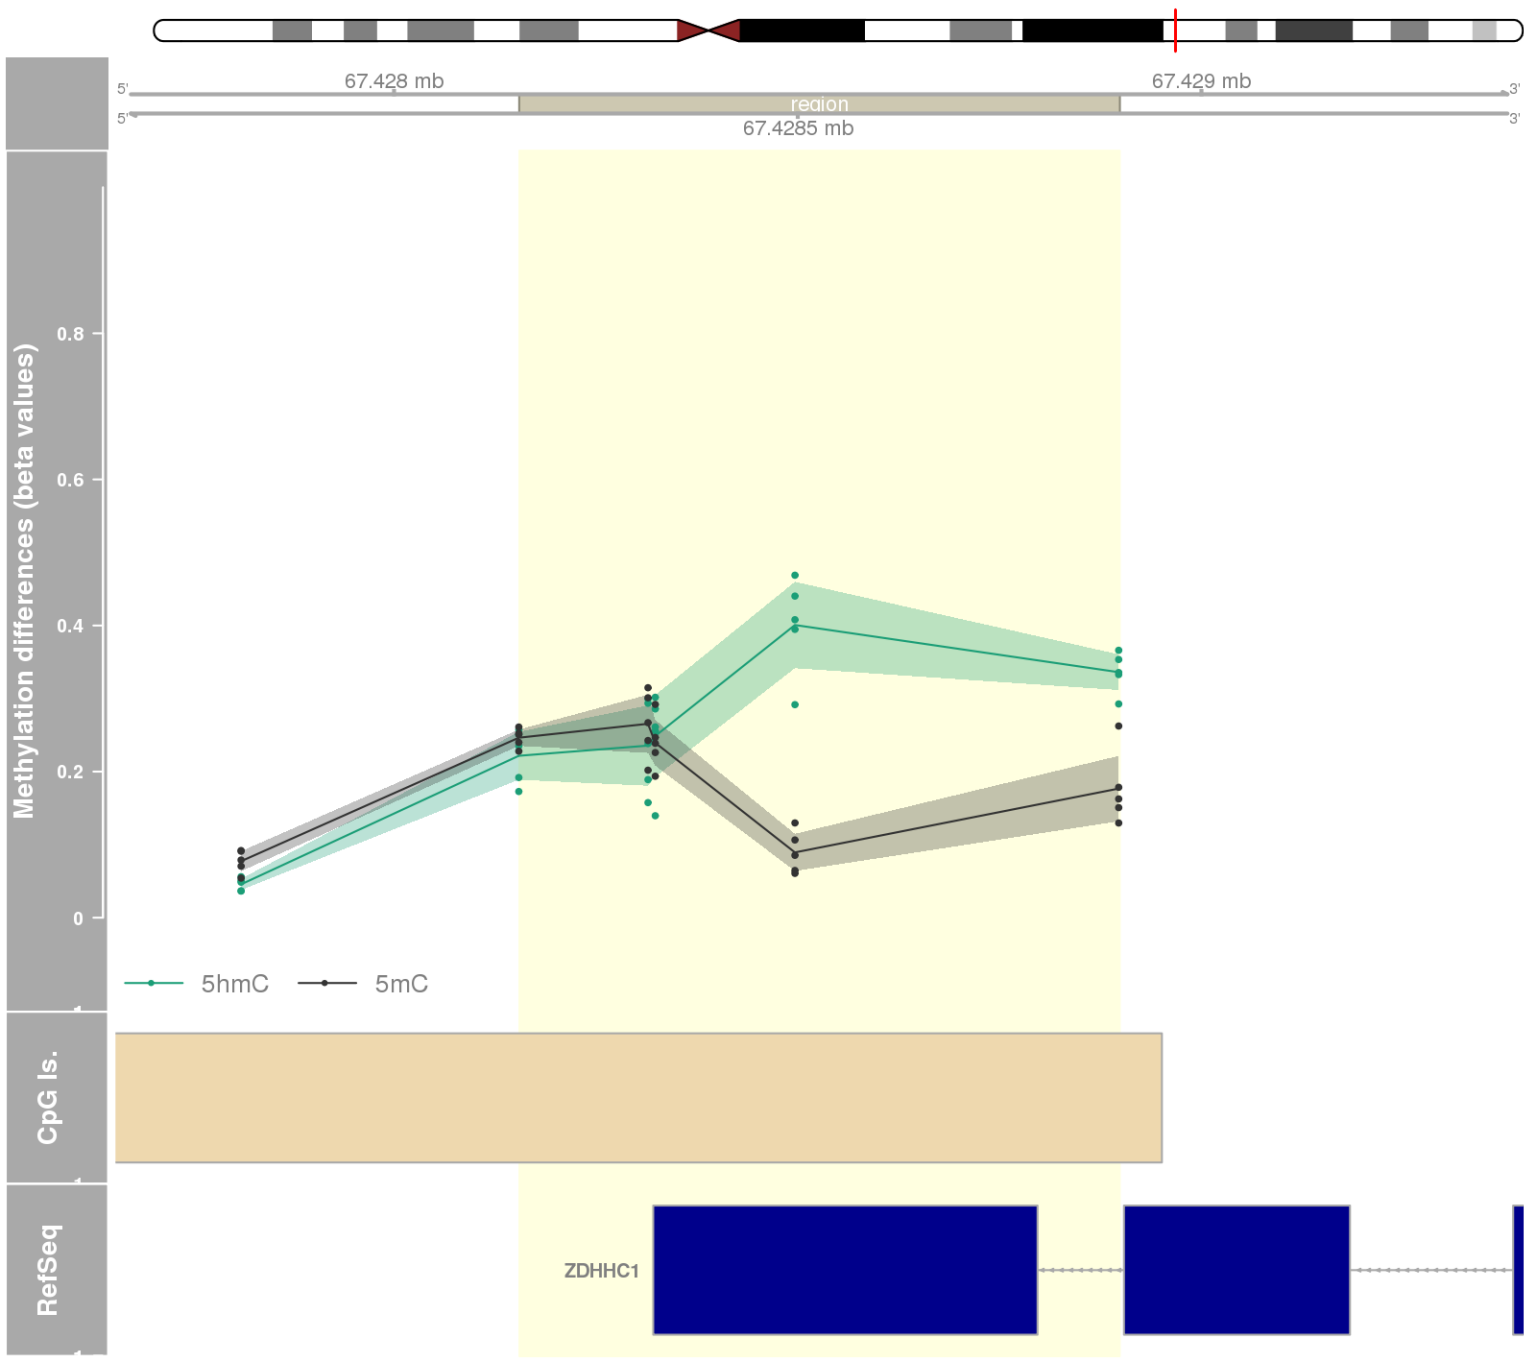 67.428 mb
67.429 mb
5'
3'
region
5'
3'
67.4285 mb
Methylation differences (beta values)
0.8
0.6
0.4
0.2
0
5hmC
5mC
CpG Is.
RefSeq
ZDHHC1